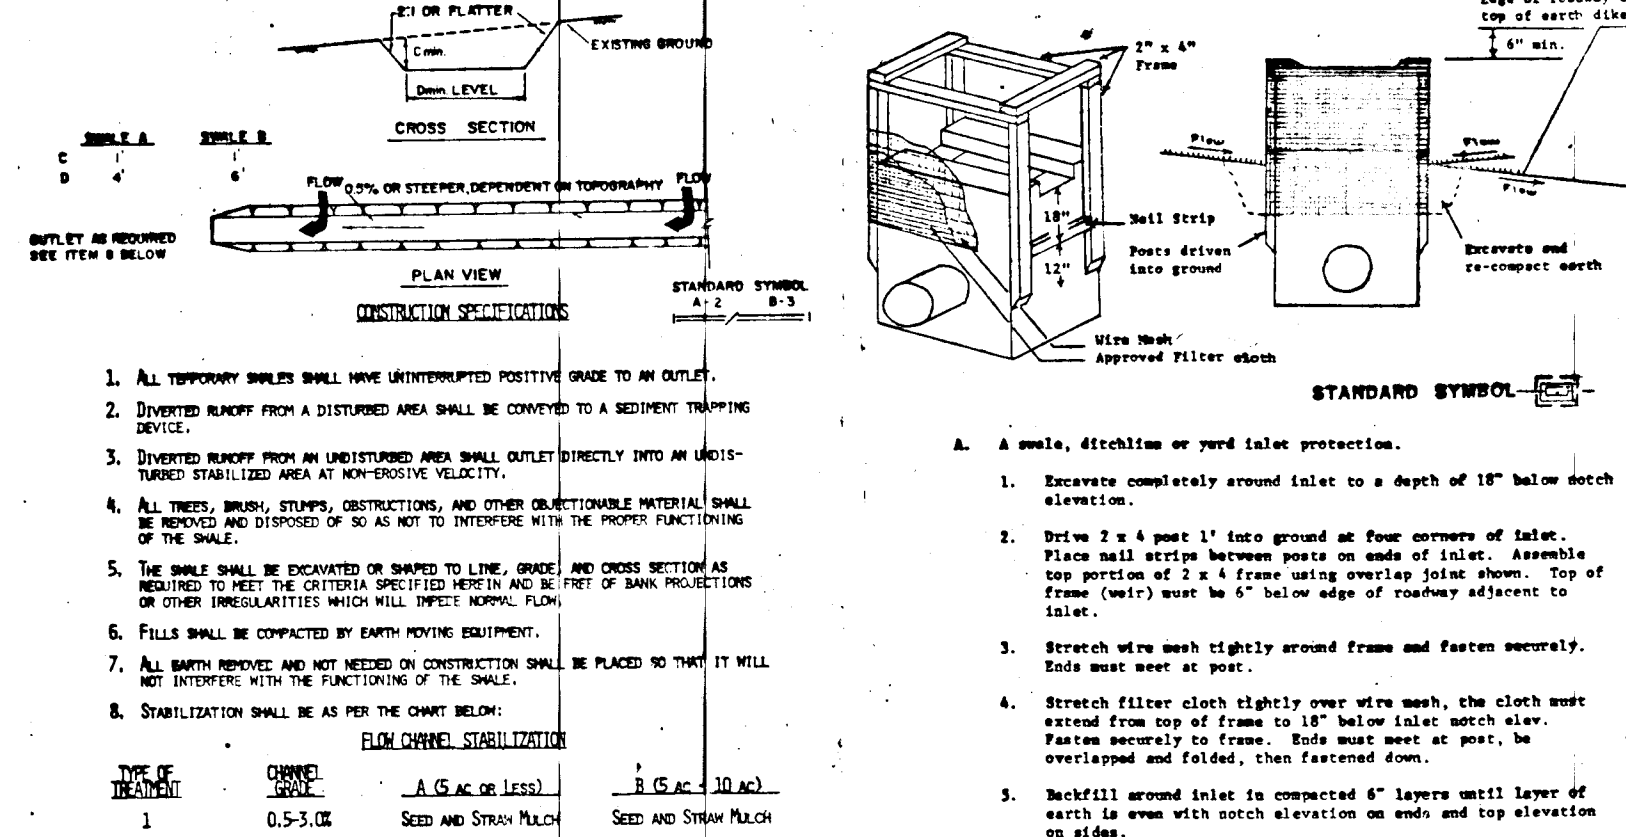 2:1 OR FLATTER
EXISTING GROUND
C min.
Dmin. LEVEL
CROSS SECTION
SWALE A SWALE B
C 1' 1'
D 4' 6'
FLOW 0.5% OR STEEPER, DEPENDENT ON TOPOGRAPHY FLOW
OUTLET AS REQUIRED
SEE ITEM 8 BELOW
PLAN VIEW
STANDARD SYMBOL
A-2 B-3
CONSTRUCTION SPECIFICATIONS
1. ALL TEMPORARY SWALES SHALL HAVE UNINTERRUPTED POSITIVE GRADE TO AN OUTLET.
2. DIVERTED RUNOFF FROM A DISTURBED AREA SHALL BE CONVEYED TO A SEDIMENT TRAPPING
DEVICE.
3. DIVERTED RUNOFF FROM AN UNDISTURBED AREA SHALL OUTLET DIRECTLY INTO AN UNDIS-
TURBED STABILIZED AREA AT NON-EROSIVE VELOCITY.
4. ALL TREES, BRUSH, STUMPS, OBSTRUCTIONS, AND OTHER OBJECTIONABLE MATERIAL SHALL
BE REMOVED AND DISPOSED OF SO AS NOT TO INTERFERE WITH THE PROPER FUNCTIONING
OF THE SWALE.
5. THE SWALE SHALL BE EXCAVATED OR SHAPED TO LINE, GRADE, AND CROSS SECTION AS
REQUIRED TO MEET THE CRITERIA SPECIFIED HEREIN AND BE FREE OF BANK PROJECTIONS
OR OTHER IRREGULARITIES WHICH WILL IMPEDE NORMAL FLOW.
6. FILLS SHALL BE COMPACTED BY EARTH MOVING EQUIPMENT.
7. ALL EARTH REMOVED AND NOT NEEDED ON CONSTRUCTION SHALL BE PLACED SO THAT IT WILL
NOT INTERFERE WITH THE FUNCTIONING OF THE SWALE.
8. STABILIZATION SHALL BE AS PER THE CHART BELOW:
FLOW CHANNEL STABILIZATION
TYPE OF TREATMENT CHANNEL GRADE A (5 AC OR LESS) B (5 AC - 10 AC)
1 0.5-3.0% SEED AND STRAW MULCH SEED AND STRAW MULCH
top of earth dike
6" min.
2" x 4"
Frame
Flow
Flow
Flow
18"
Nail Strip
12"
Posts driven
into ground
Excavate and
re-compact earth
Wire Mesh
Approved Filter cloth
STANDARD SYMBOL
A. A swale, ditchline or yard inlet protection.
1. Excavate completely around inlet to a depth of 18" below notch
elevation.
2. Drive 2 x 4 post 1' into ground at four corners of inlet.
Place nail strips between posts on ends of inlet. Assemble
top portion of 2 x 4 frame using overlap joint shown. Top of
frame (weir) must be 6" below edge of roadway adjacent to
inlet.
3. Stretch wire mesh tightly around frame and fasten securely.
Ends must meet at post.
4. Stretch filter cloth tightly over wire mesh, the cloth must
extend from top of frame to 18" below inlet notch elev.
Fasten securely to frame. Ends must meet at post, be
overlapped and folded, then fastened down.
5. Backfill around inlet in compacted 6" layers until layer of
earth is even with notch elevation on ends and top elevation
on sides.